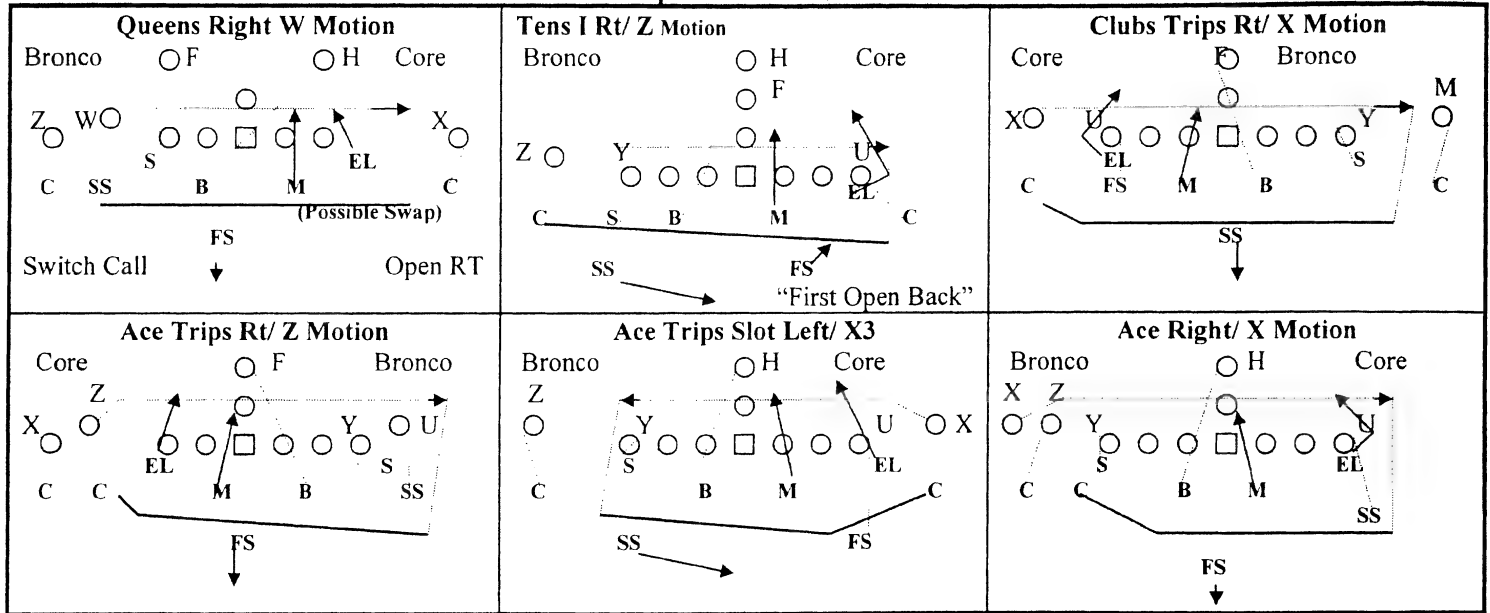 Queens Right W Motion
Bronco F H Core
Z W X
S EL
C SS B M C
(Possible Swap)
FS
Switch Call Open RT
Tens I Rt/ Z Motion
Bronco H Core
F
Z Y U
EL
C S B M C
SS FS
“First Open Back”
Clubs Trips Rt/ X Motion
Core F Bronco
X U Y M
EL S
C FS M B C
SS
Ace Trips Rt/ Z Motion
Core F Bronco
Z
X Y U
EL S
C C M B SS
FS
Ace Trips Slot Left/ X3
Bronco H Core
Z Y U X
S EL
C B M C
SS FS
Ace Right/ X Motion
Bronco H Core
X Z
Y U
S EL
C C B M
SS
FS